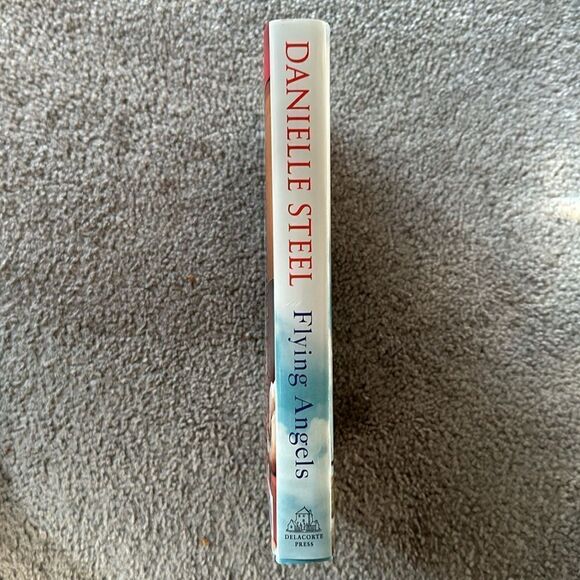 DANIELLE STEEL
Flying Angels
DELACORTE
PRESS